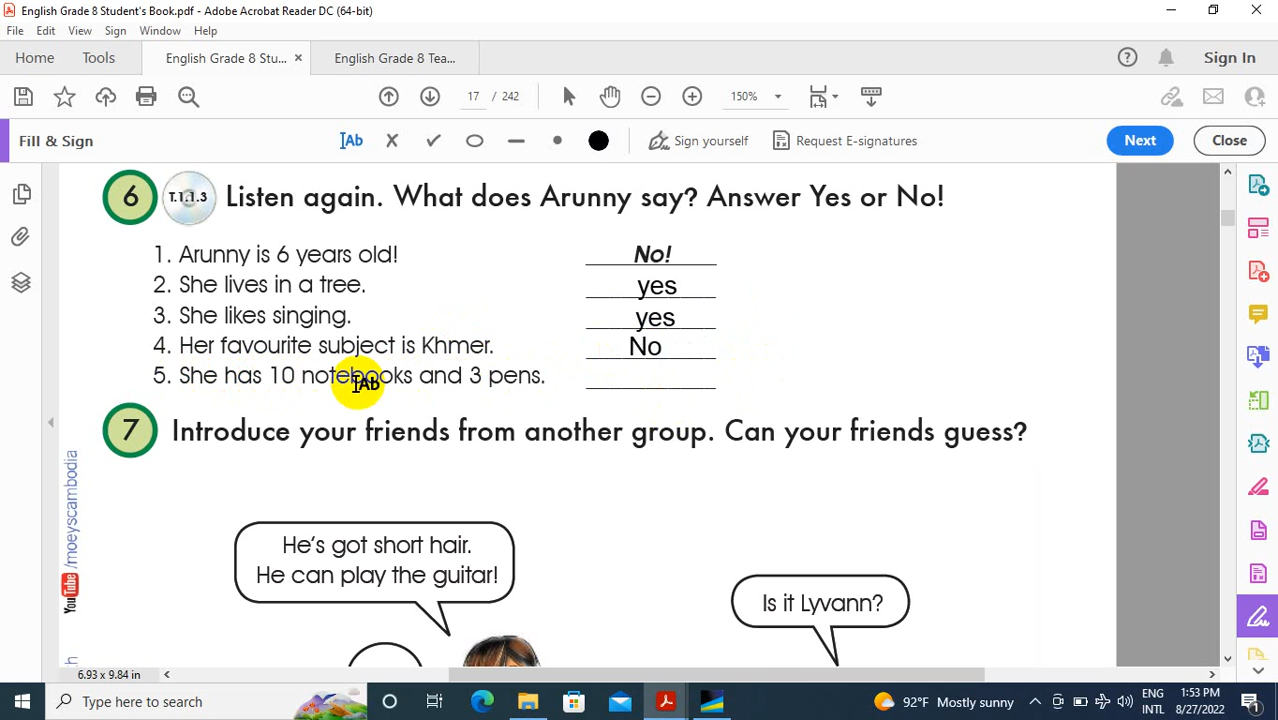 English Grade 8 Student's Book.pdf - Adobe Acrobat Reader DC (64-bit)
File Edit View Sign Window Help
Home Tools English Grade 8 Stu... × English Grade 8 Tea... Sign In
17 / 242 150%
Fill & Sign Ab Sign yourself Request E-signatures Next Close
6 T.1.1.3 Listen again. What does Arunny say? Answer Yes or No!
1. Arunny is 6 years old! No!
2. She lives in a tree. yes
3. She likes singing. yes
4. Her favourite subject is Khmer. No
5. She has 10 notebooks and 3 pens.
Ab
7 Introduce your friends from another group. Can your friends guess?
YouTube /moeyscambodia
He's got short hair.
He can play the guitar!
Is it Lyvann?
6.93 x 9.84 in
Type here to search 92°F Mostly sunny ENG 1:53 PM
INTL 8/27/2022